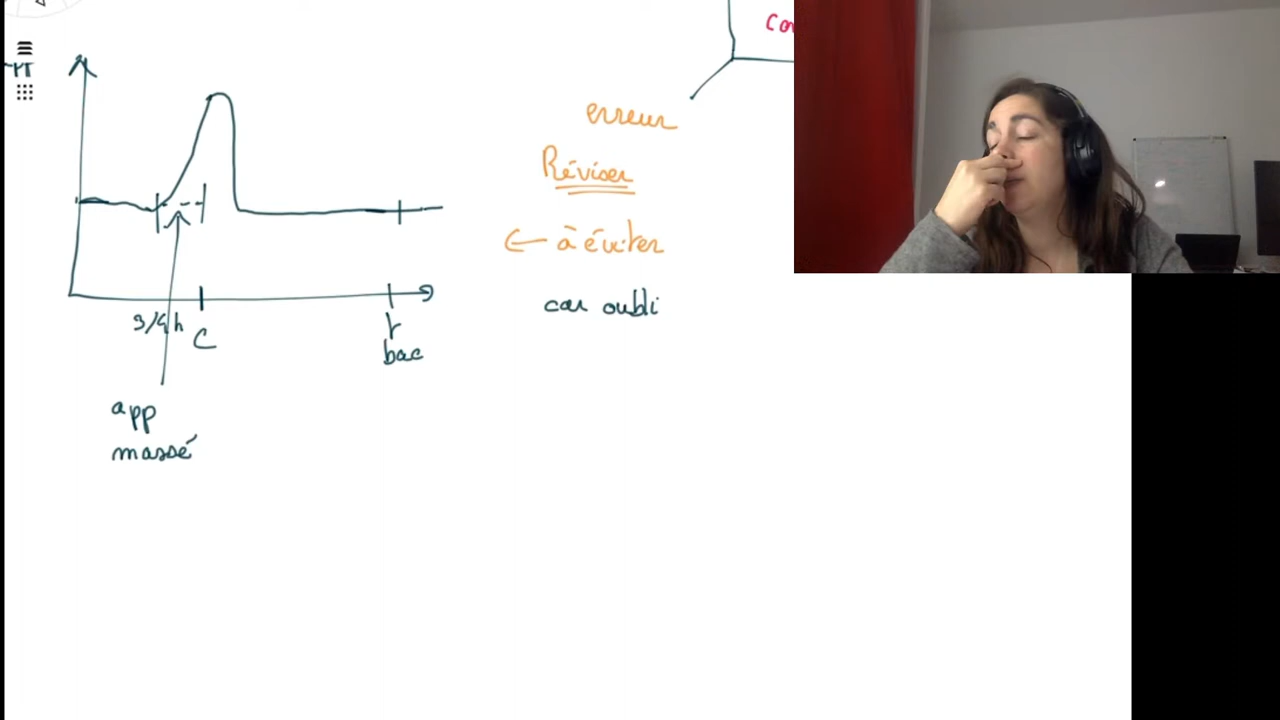 erreur
Réviser
← à éviter
car oubli
3/4 h
C
bac
app
massé